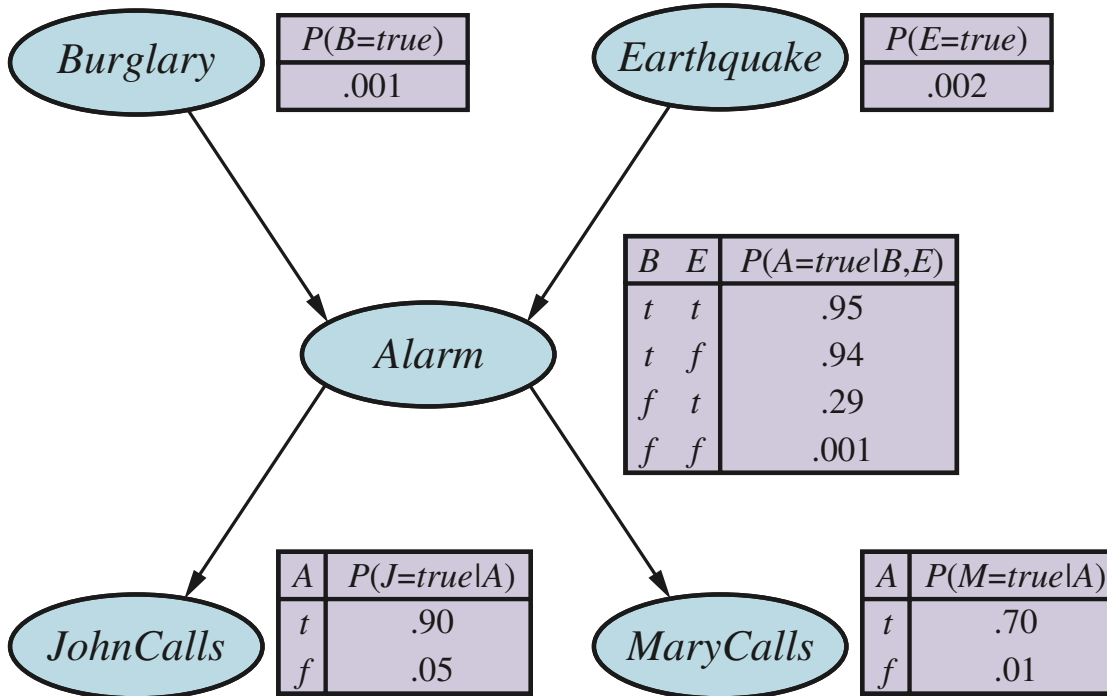 Burglary
P(B=true)
.001
Earthquake
P(E=true)
.002
B E P(A=true|B,E)
t t .95
t f .94
f t .29
f f .001
Alarm
JohnCalls
A P(J=true|A)
t .90
f .05
MaryCalls
A P(M=true|A)
t .70
f .01